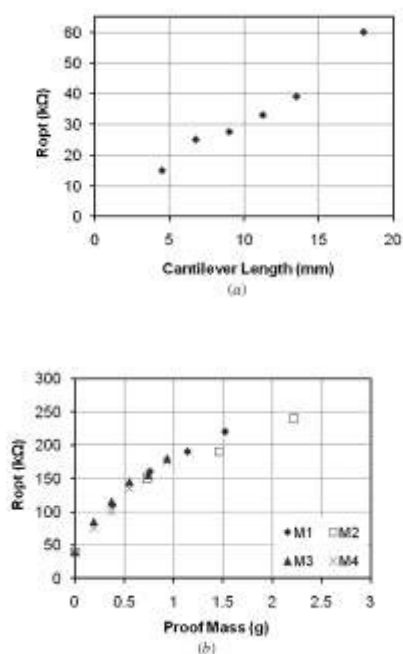 60
50
40
30
20
10
0
Ropt (kΩ)
0 5 10 15 20
Cantilever Length (mm)
(a)
300
250
200
150
100
50
0
Ropt (kΩ)
M1 M2
M3 M4
0 0.5 1 1.5 2 2.5 3
Proof Mass (g)
(b)